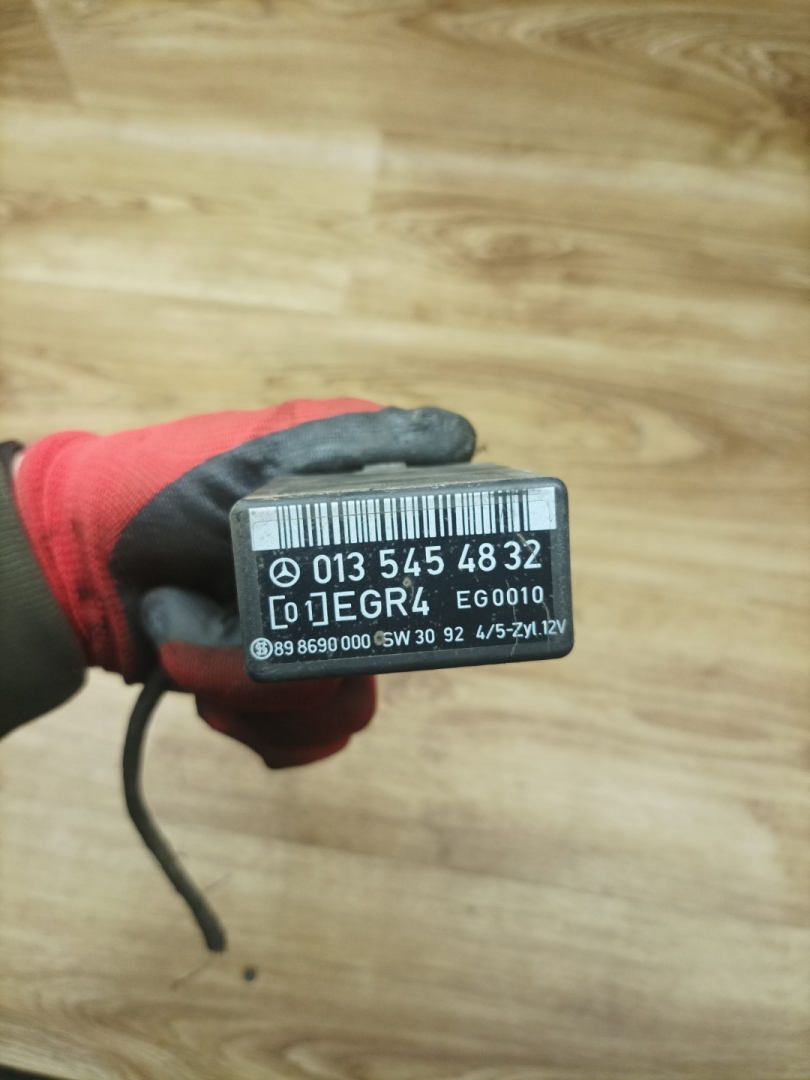 013 545 48 32
[01]EGR4 EG0010
89 8690 000 SW 30 92 4/5-Zyl.12V